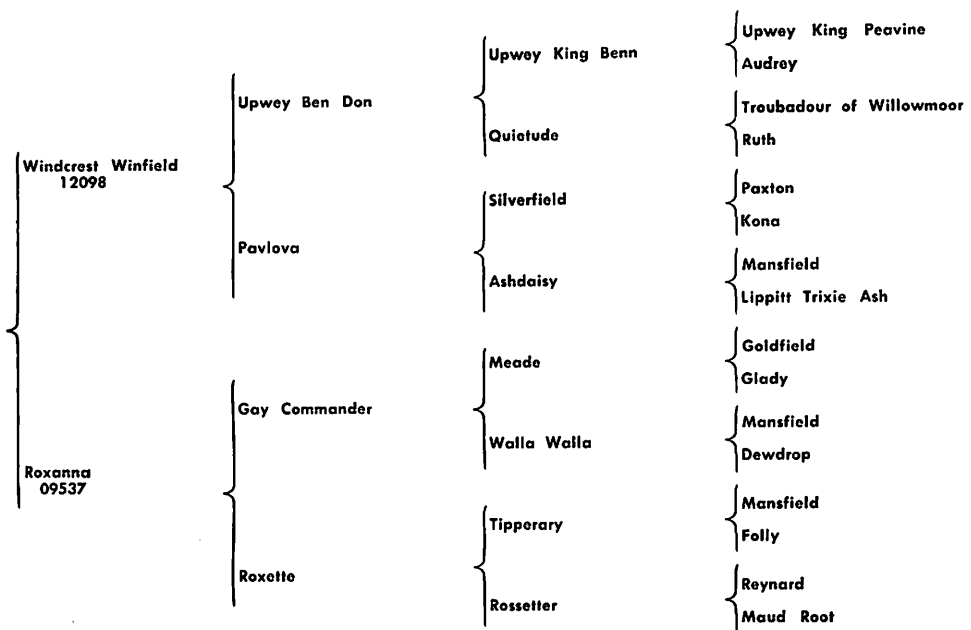 Upwey King Peavine
Upwey King Benn
Audrey
Upwey Ben Don
Troubadour of Willowmoor
Quietude
Ruth
Windcrest Winfield
12098
Paxton
Silverfield
Kona
Pavlova
Mansfield
Ashdaisy
Lippitt Trixie Ash
Goldfield
Meade
Glady
Gay Commander
Mansfield
Walla Walla
Dewdrop
Roxanna
09537
Mansfield
Tipperary
Folly
Roxette
Reynard
Rossetter
Maud Root